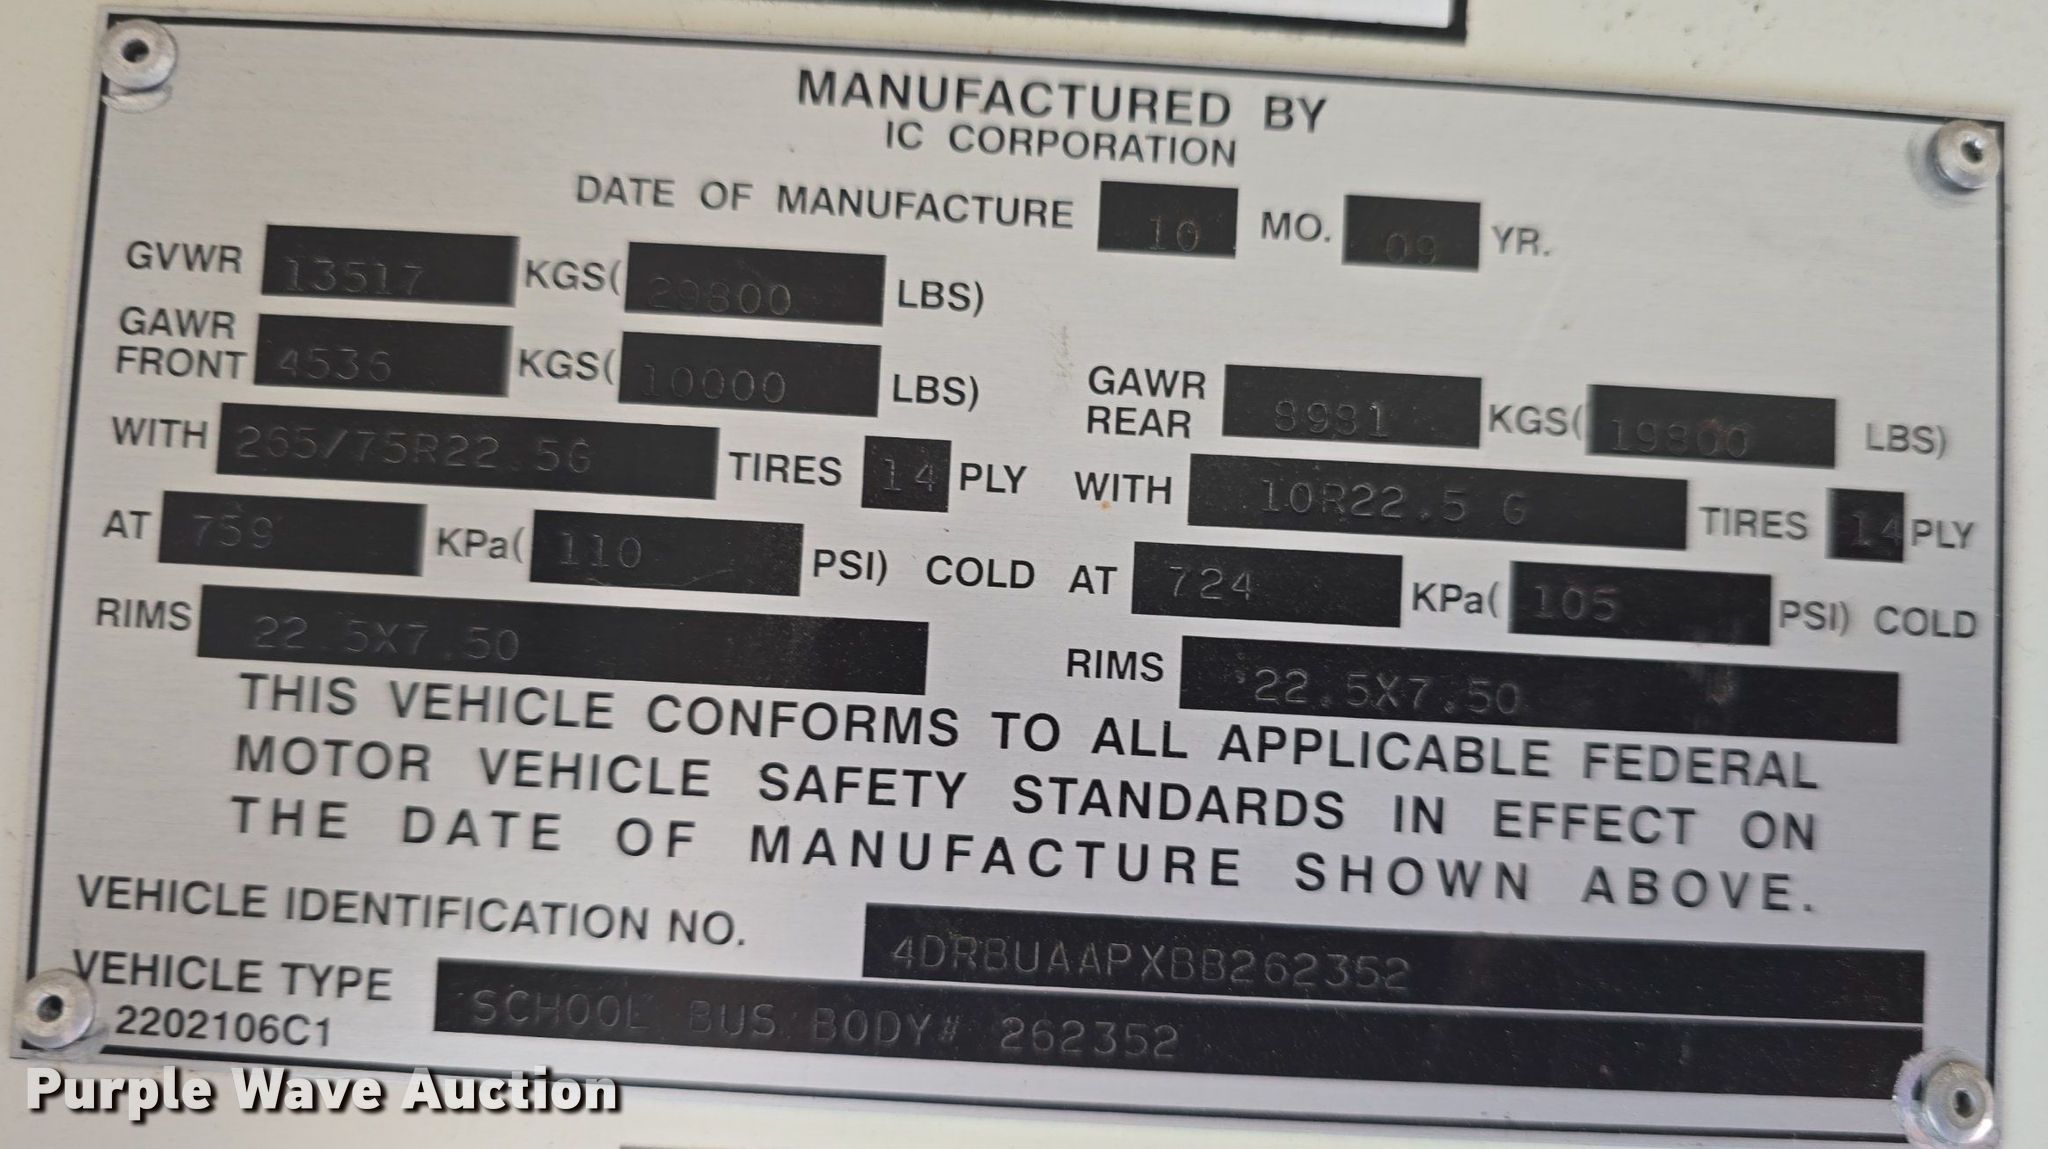 MANUFACTURED BY
IC CORPORATION
DATE OF MANUFACTURE 10 MO. 09 YR.
GVWR 13517 KGS( 29800 LBS)
GAWR FRONT 4536 KGS( 10000 LBS)
GAWR REAR 8981 KGS( 19800 LBS)
WITH 265/75R22.5G TIRES 14 PLY
WITH 10R22.5 G TIRES 14 PLY
AT 759 KPa( 110 PSI) COLD
AT 724 KPa( 105 PSI) COLD
RIMS 22.5X7.50
RIMS 22.5X7.50
THIS VEHICLE CONFORMS TO ALL APPLICABLE FEDERAL
MOTOR VEHICLE SAFETY STANDARDS IN EFFECT ON
THE DATE OF MANUFACTURE SHOWN ABOVE.
VEHICLE IDENTIFICATION NO. 4DRBUAAPXBB262352
VEHICLE TYPE SCHOOL BUS BODY# 262352
2202106C1
Purple Wave Auction